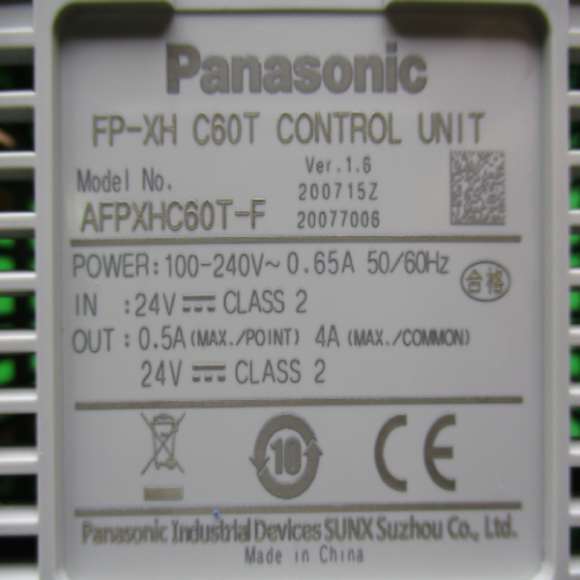 Panasonic
FP-XH C60T CONTROL UNIT
Ver.1.6
Model No. 200715Z
AFPXHC60T-F 20077006
POWER:100-240V~ 0.65A 50/60Hz
合格
IN :24V⎓ CLASS 2
OUT :0.5A(MAX./POINT) 4A (MAX./COMMON)
24V⎓ CLASS 2
10 CE
Panasonic Industrial Devices SUNX Suzhou Co., Ltd.
Made in China